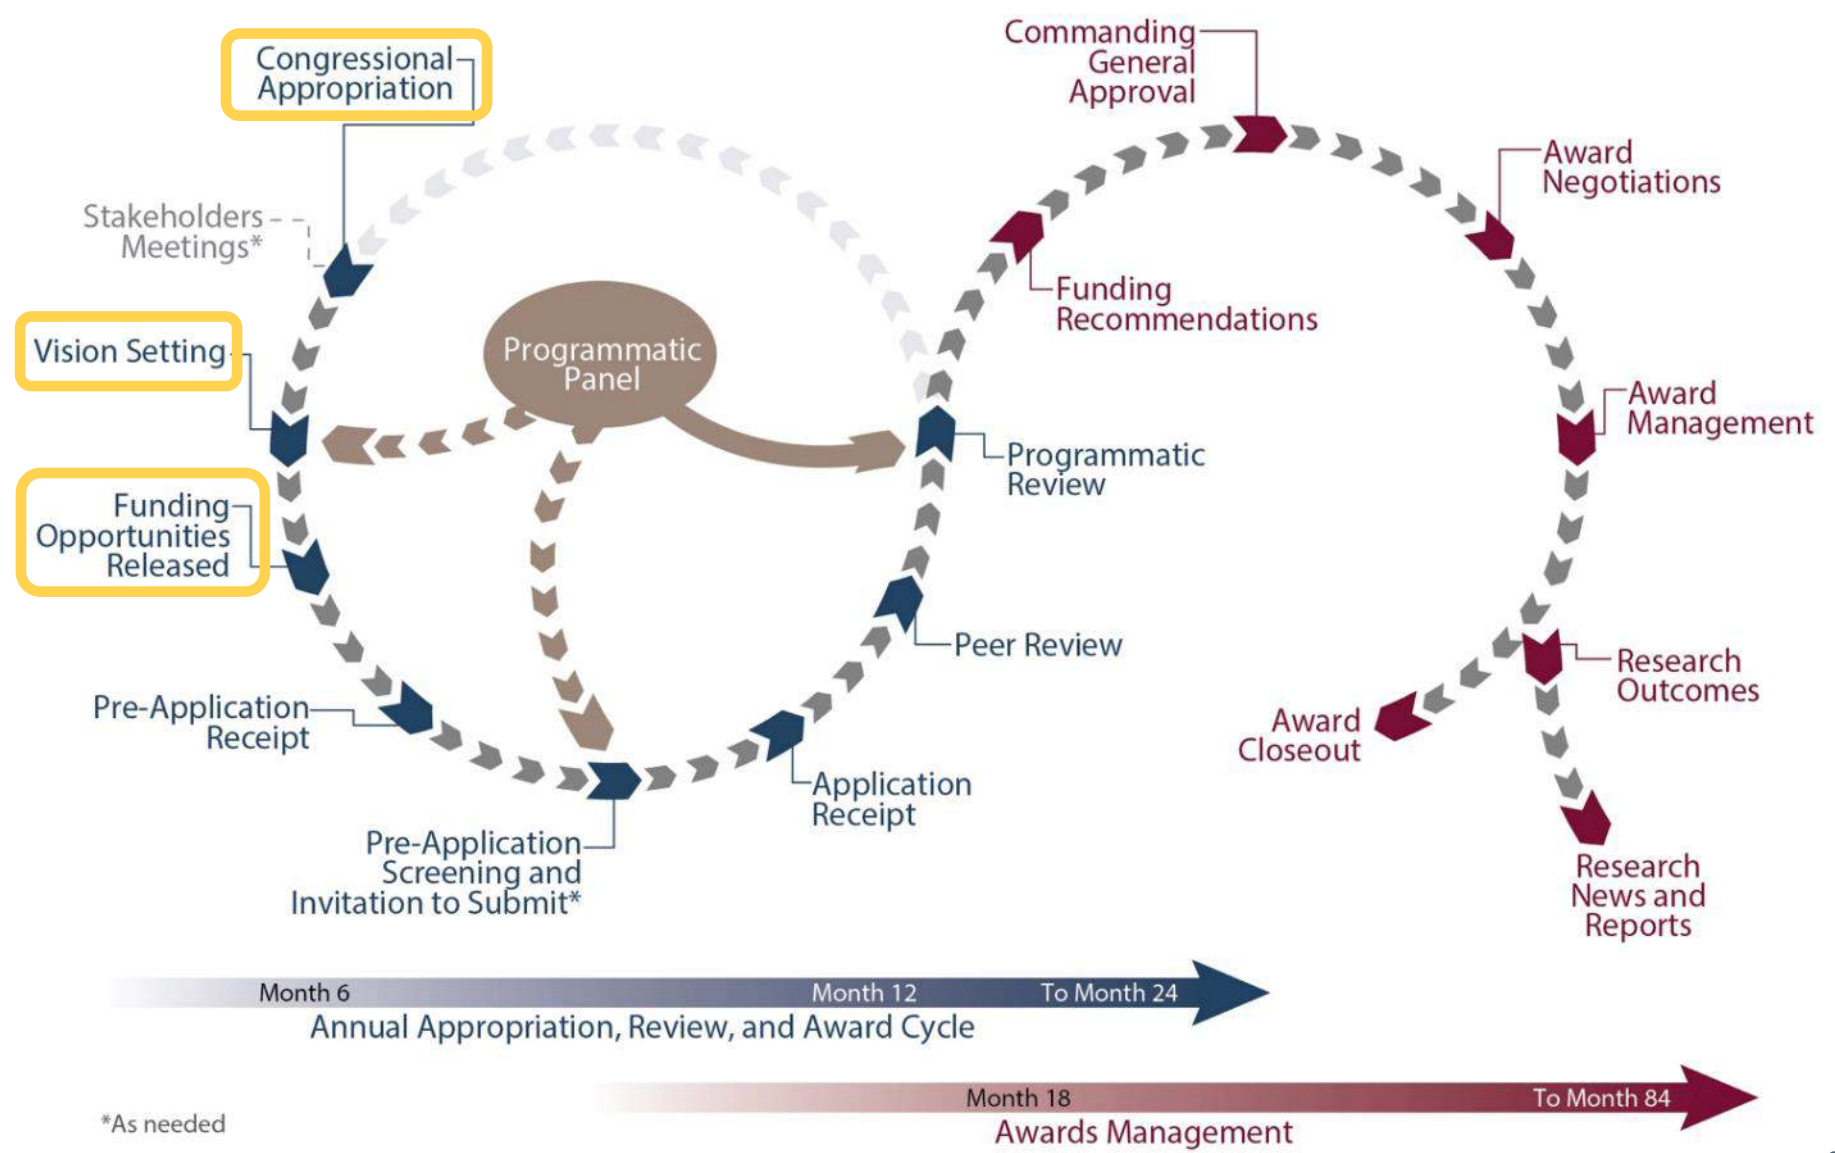 Congressional
Appropriation
Stakeholders
Meetings*
Vision Setting
Funding
Opportunities
Released
Pre-Application
Receipt
Pre-Application
Screening and
Invitation to Submit*
Application
Receipt
Peer Review
Programmatic
Review
Programmatic
Panel
Funding
Recommendations
Commanding
General
Approval
Award
Negotiations
Award
Management
Research
Outcomes
Award
Closeout
Research
News and
Reports
Month 6
Month 12
To Month 24
Annual Appropriation, Review, and Award Cycle
Month 18
To Month 84
Awards Management
*As needed